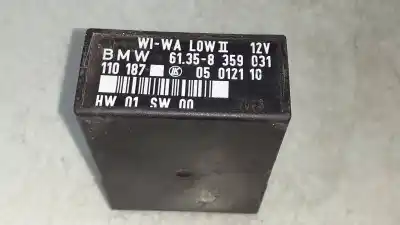 WI-WA LOW II 12V
BMW 61.35-8 359 031
110 187 05 0121 10
HW 01 SW 00